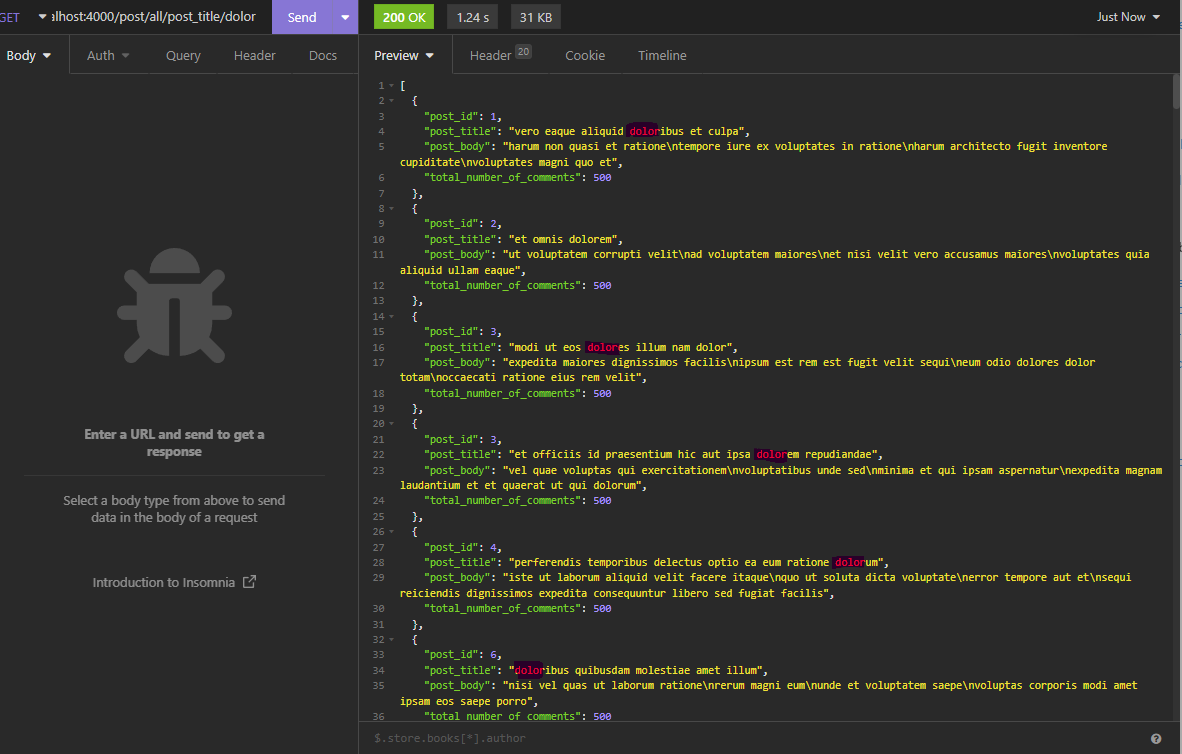 GET alhost:4000/post/all/post_title/dolor Send 200 OK 1.24 s 31 KB Just Now
Body Auth Query Header Docs Preview Header 20 Cookie Timeline
Enter a URL and send to get a
response
Select a body type from above to send
data in the body of a request
Introduction to Insomnia
1 [
2 {
3 "post_id": 1,
4 "post_title": "vero eaque aliquid doloribus et culpa",
5 "post_body": "harum non quasi et ratione\ntempore iure ex voluptates in ratione\nharum architecto fugit inventore
cupiditate\nvoluptates magni quo et",
6 "total_number_of_comments": 500
7 },
8 {
9 "post_id": 2,
10 "post_title": "et omnis dolorem",
11 "post_body": "ut voluptatem corrupti velit\nad voluptatem maiores\net nisi velit vero accusamus maiores\nvoluptates quia
aliquid ullam eaque",
12 "total_number_of_comments": 500
13 },
14 {
15 "post_id": 3,
16 "post_title": "modi ut eos dolores illum nam dolor",
17 "post_body": "expedita maiores dignissimos facilis\nipsum est rem est fugit velit sequi\neum odio dolores dolor
totam\noccaecati ratione eius rem velit",
18 "total_number_of_comments": 500
19 },
20 {
21 "post_id": 3,
22 "post_title": "et officiis id praesentium hic aut ipsa dolorem repudiandae",
23 "post_body": "vel quae voluptas qui exercitationem\nvoluptatibus unde sed\nminima et qui ipsam aspernatur\nexpedita magnam
laudantium et et quaerat ut qui dolorum",
24 "total_number_of_comments": 500
25 },
26 {
27 "post_id": 4,
28 "post_title": "perferendis temporibus delectus optio ea eum ratione dolorum",
29 "post_body": "iste ut laborum aliquid velit facere itaque\nquo ut soluta dicta voluptate\nerror tempore aut et\nsequi
reiciendis dignissimos expedita consequuntur libero sed fugiat facilis",
30 "total_number_of_comments": 500
31 },
32 {
33 "post_id": 6,
34 "post_title": "doloribus quibusdam molestiae amet illum",
35 "post_body": "nisi vel quas ut laborum ratione\nrerum magni eum\nunde et voluptatem saepe\nvoluptas corporis modi amet
ipsam eos saepe porro",
36 "total_number_of_comments": 500
$.store.books[*].author